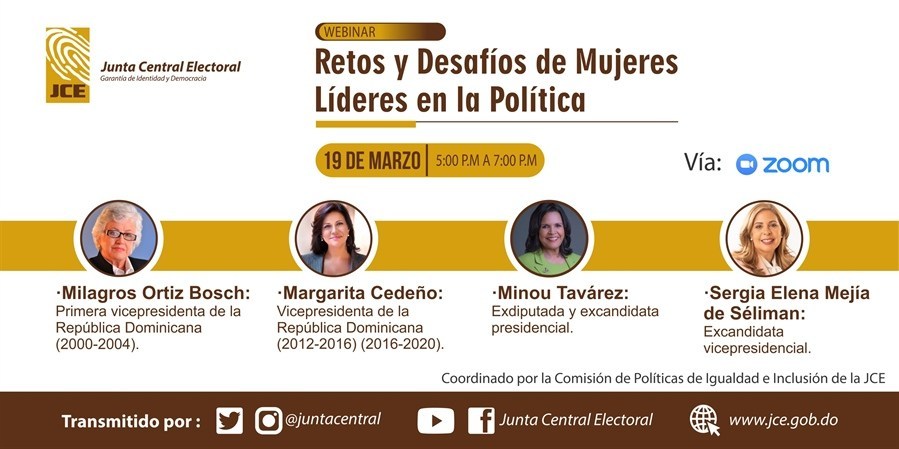 JCE
Junta Central Electoral
Garantía de Identidad y Democracia
WEBINAR
Retos y Desafíos de Mujeres
Líderes en la Política
19 DE MARZO
5:00 P.M A 7:00 P.M
Vía: zoom
·Milagros Ortiz Bosch:
Primera vicepresidenta de la
República Dominicana
(2000-2004).
·Margarita Cedeño:
Vicepresidenta de la
República Dominicana
(2012-2016) (2016-2020).
·Minou Tavárez:
Exdiputada y excandidata
presidencial.
·Sergia Elena Mejía
de Séliman:
Excandidata
vicepresidencial.
Coordinado por la Comisión de Políticas de Igualdad e Inclusión de la JCE
Transmitido por : @juntacentral Junta Central Electoral www.jce.gob.do